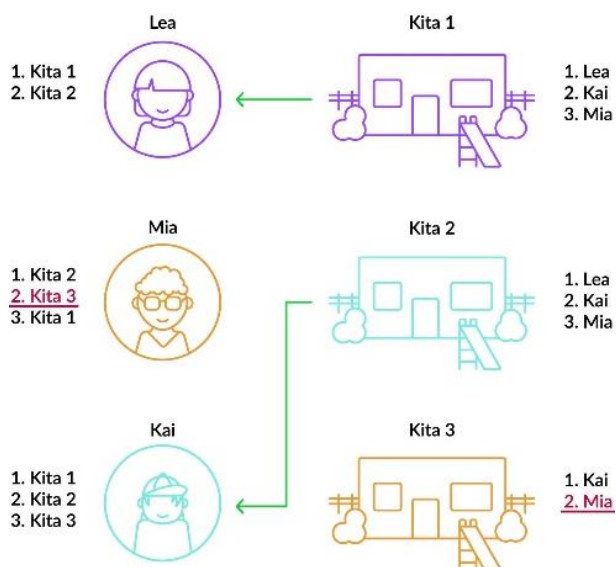 Lea
1. Kita 1
2. Kita 2
Kita 1
1. Lea
2. Kai
3. Mia
Mia
1. Kita 2
2. Kita 3
3. Kita 1
Kita 2
1. Lea
2. Kai
3. Mia
Kai
1. Kita 1
2. Kita 2
3. Kita 3
Kita 3
1. Kai
2. Mia